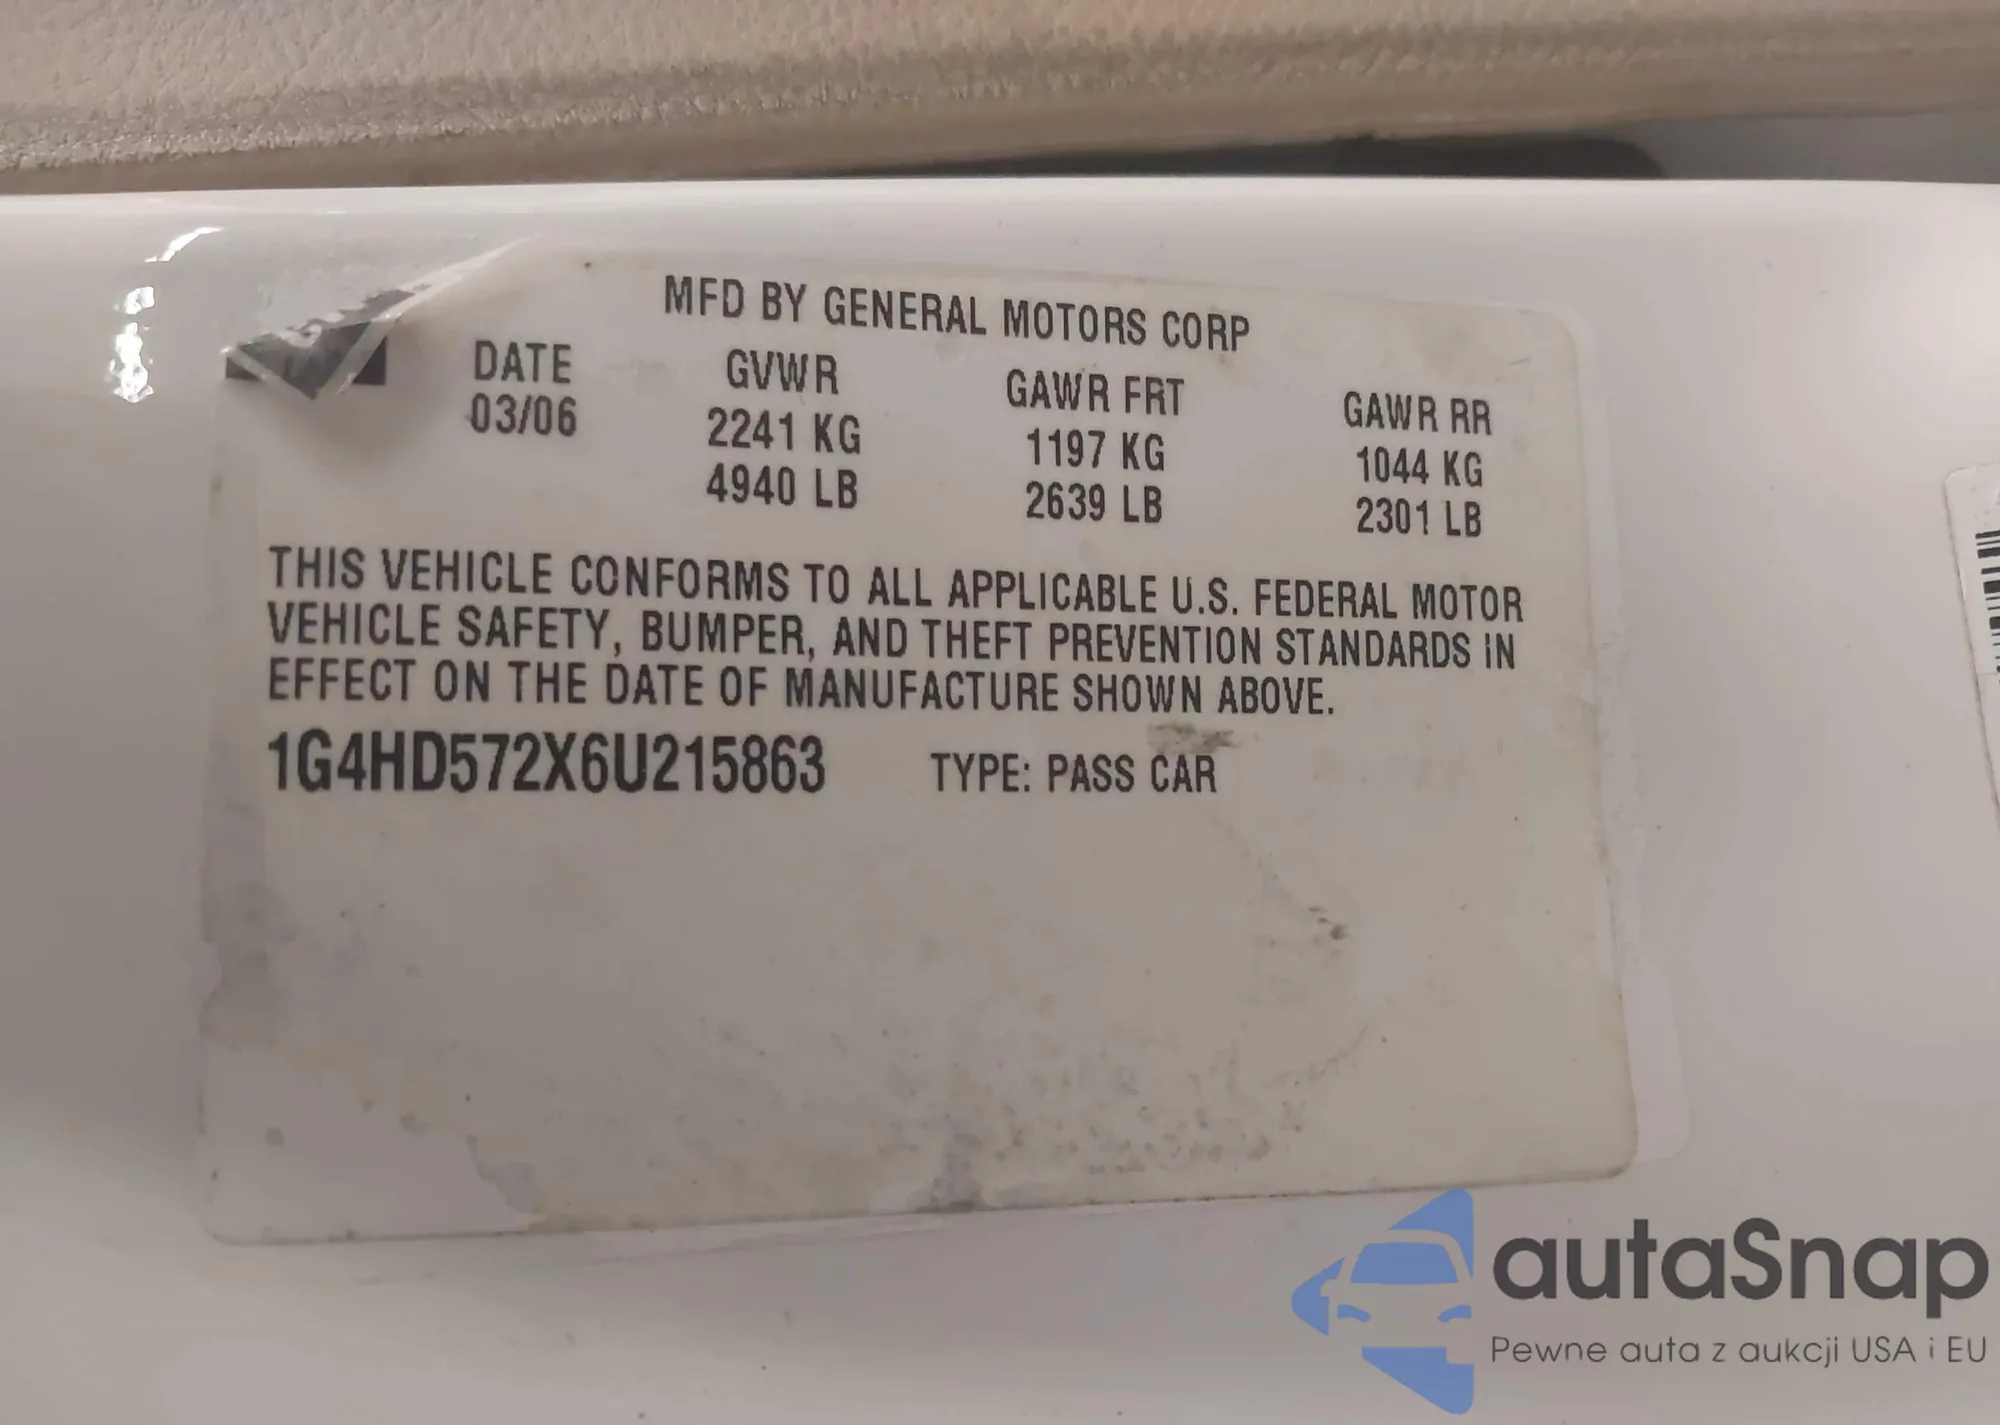 MFD BY GENERAL MOTORS CORP
DATE GVWR GAWR FRT GAWR RR
03/06 2241 KG 1197 KG 1044 KG
4940 LB 2639 LB 2301 LB
THIS VEHICLE CONFORMS TO ALL APPLICABLE U.S. FEDERAL MOTOR
VEHICLE SAFETY, BUMPER, AND THEFT PREVENTION STANDARDS IN
EFFECT ON THE DATE OF MANUFACTURE SHOWN ABOVE.
1G4HD572X6U215863 TYPE: PASS CAR
autaSnap
Pewne auta z aukcji USA i EU